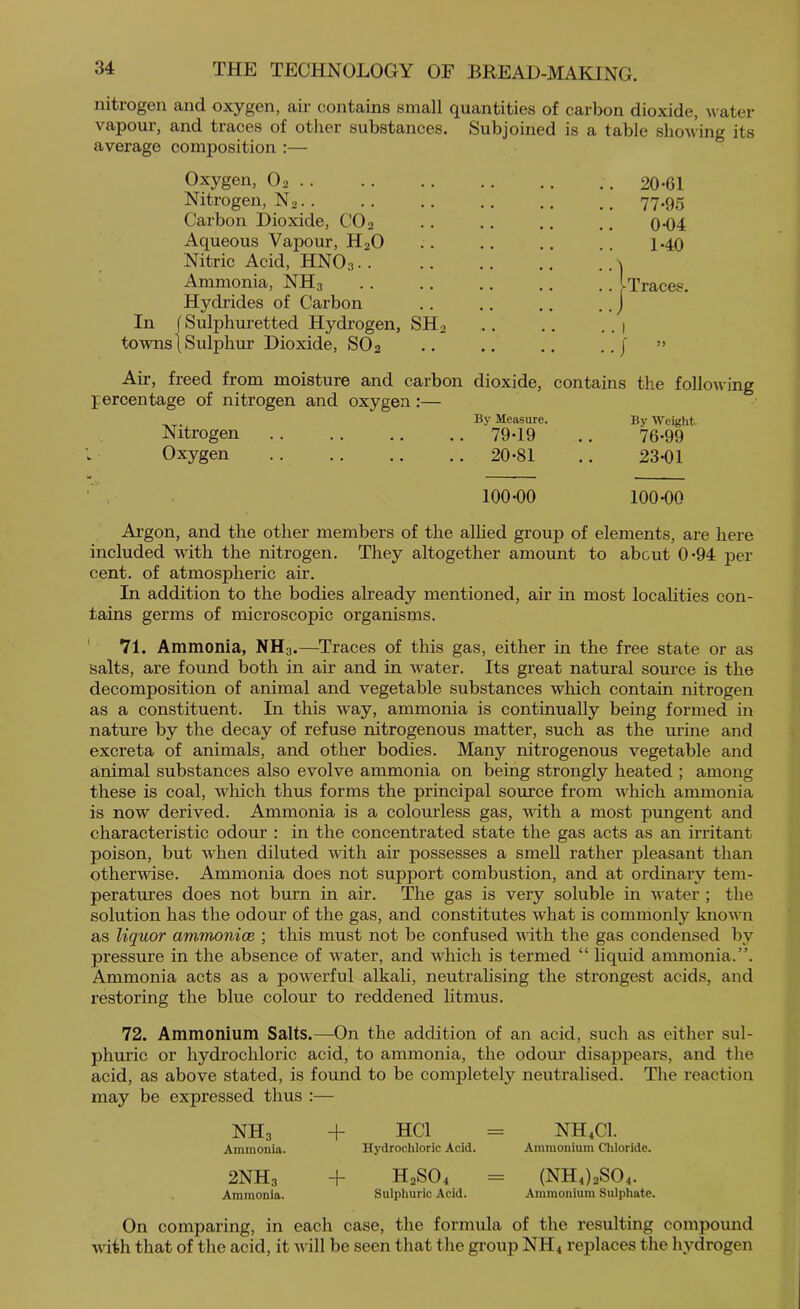 34 THE TECHNOLOGY OF BREAD-MAKING.
nitrogen and oxygen, air contains small quantities of carbon dioxide, water
vapour, and traces of other substances. Subjoined is a table showing its
average composition :—
Oxygen, O2 .. .. .. .. .. .. 20·61
Nitrogen, N2.. .. .. .. .. .. 77·95
Carbon Dioxide, CO2 .. .. .. .. 0·04
Aqueous Vapour, H2O .. .. .. .. 1·40
Nitric Acid, HNO3.. .. .. .. ..
Ammonia, NH3 .. .. .. .. .. } Traces.
Hydrides of Carbon .. .. .. ..
In { Sulphuretted Hydrogen, SH2 .. .. .. }
towns { Sulphur Dioxide, SO2 .. .. .. .. } ”
Air, freed from moisture and carbon dioxide, contains the following
percentage of nitrogen and oxygen :—
By Measure. By Weight.
Nitrogen .. .. .. .. 79·19 .. 76·99
Oxygen .. .. .. .. 20·81 .. 23·01
100·00 100·00
Argon, and the other members of the allied group of elements, are here
included with the nitrogen. They altogether amount to about 0·94 per
cent. of atmospheric air.
In addition to the bodies already mentioned, air in most localities con-
tains germs of microscopic organisms.
71. Ammonia, NH3.—Traces of this gas, either in the free state or as
salts, are found both in air and in water. Its great natural source is the
decomposition of animal and vegetable substances which contain nitrogen
as a constituent. In this way, ammonia is continually being formed in
nature by the decay of refuse nitrogenous matter, such as the urine and
excreta of animals, and other bodies. Many nitrogenous vegetable and
animal substances also evolve ammonia on being strongly heated ; among
these is coal, which thus forms the principal source from which ammonia
is now derived. Ammonia is a colourless gas, with a most pungent and
characteristic odour : in the concentrated state the gas acts as an irritant
poison, but when diluted with air possesses a smell rather pleasant than
otherwise. Ammonia does not support combustion, and at ordinary tem-
peratures does not burn in air. The gas is very soluble in water ; the
solution has the odour of the gas, and constitutes what is commonly known
as liquor ammoniæ ; this must not be confused with the gas condensed by
pressure in the absence of water, and which is termed “ liquid ammonia.”.
Ammonia acts as a powerful alkali, neutralising the strongest acids, and
restoring the blue colour to reddened litmus.
72. Ammonium Salts.—On the addition of an acid, such as either sul-
phuric or hydrochloric acid, to ammonia, the odour disappears, and the
acid, as above stated, is found to be completely neutralised. The reaction
may be expressed thus :—
NH3 + HCl = NH4Cl.
Ammonia. Hydrochloric Acid. Ammonium Chloride.
2NH3 + H2SO4 = (NH4)2SO4.
Ammonia. Sulphuric Acid. Ammonium Sulphate.
On comparing, in each case, the formula of the resulting compound
with that of the acid, it will be seen that the group NH4 replaces the hydrogen